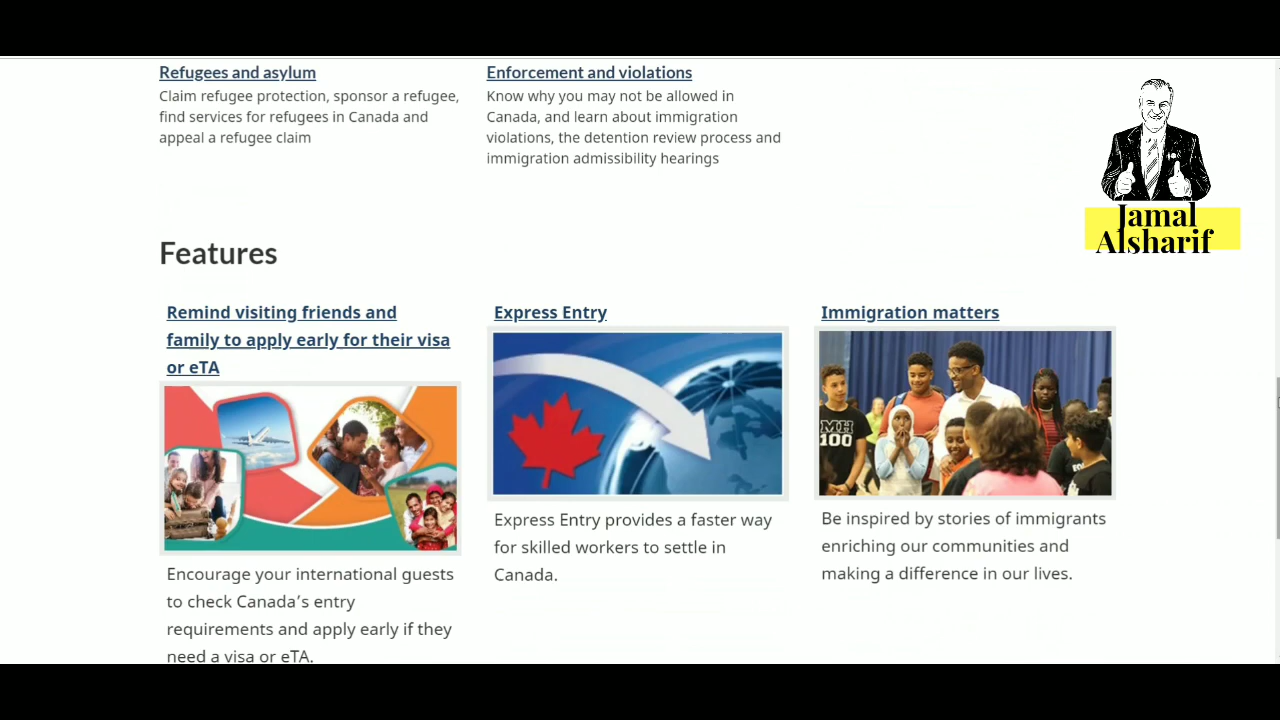 Refugees and asylum
Claim refugee protection, sponsor a refugee,
find services for refugees in Canada and
appeal a refugee claim
Enforcement and violations
Know why you may not be allowed in
Canada, and learn about immigration
violations, the detention review process and
immigration admissibility hearings
Jamal
Alsharif
Features
Remind visiting friends and
family to apply early for their visa
or eTA
Encourage your international guests
to check Canada’s entry
requirements and apply early if they
need a visa or eTA.
Express Entry
Express Entry provides a faster way
for skilled workers to settle in
Canada.
Immigration matters
MH
100
Be inspired by stories of immigrants
enriching our communities and
making a difference in our lives.